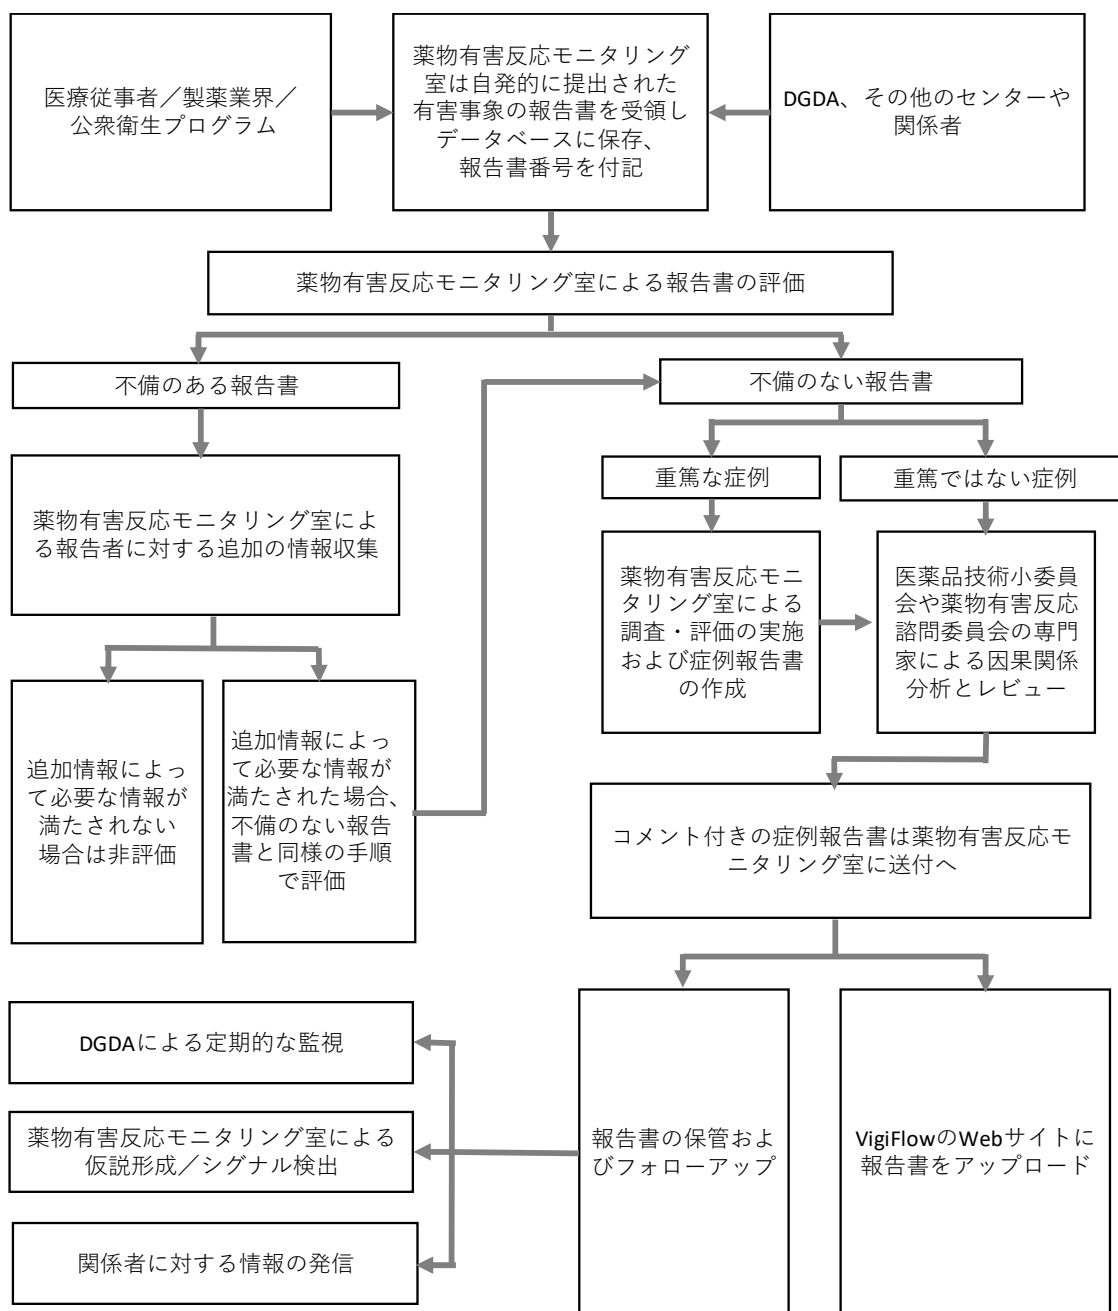 医療従事者／製薬業界／
公衆衛生プログラム
薬物有害反応モニタリング
室は自発的に提出された
有害事象の報告書を受領し
データベースに保存、
報告書番号を付記
DGDA、その他のセンターや
関係者
薬物有害反応モニタリング室による報告書の評価
不備のある報告書
不備のない報告書
重篤な症例
重篤ではない症例
薬物有害反応モニタリング室によ
る報告者に対する追加の情報収集
薬物有害反応モニ
タリング室による
調査・評価の実施
および症例報告書
の作成
医薬品技術小委員
会や薬物有害反応
諮問委員会の専門
家による因果関係
分析とレビュー
追加情報によっ
て必要な情報が
満たされない
場合は非評価
追加情報によっ
て必要な情報が
満たされた場合、
不備のない報告
書と同様の手順
で評価
コメント付きの症例報告書は薬物有害反応モ
ニタリング室に送付へ
DGDAによる定期的な監視
薬物有害反応モニタリング室による
仮説形成／シグナル検出
関係者に対する情報の発信
報告書の保管およ
びフォローアップ
VigiFlowのWebサイトに
報告書をアップロード